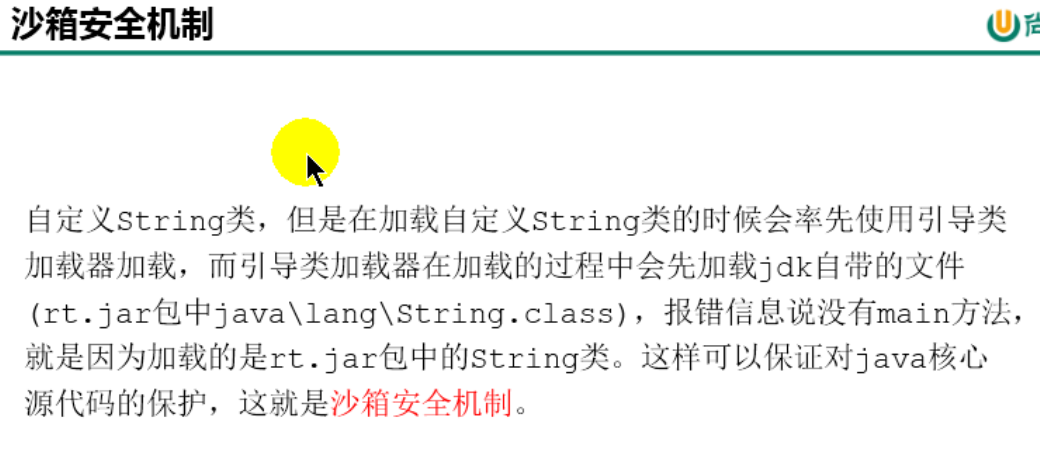 沙箱安全机制
尚
自定义String类，但是在加载自定义String类的时候会率先使用引导类
加载器加载，而引导类加载器在加载的过程中会先加载jdk自带的文件
(rt.jar包中java\lang\String.class)，报错信息说没有main方法，
就是因为加载的是rt.jar包中的String类。这样可以保证对java核心
源代码的保护，这就是沙箱安全机制。